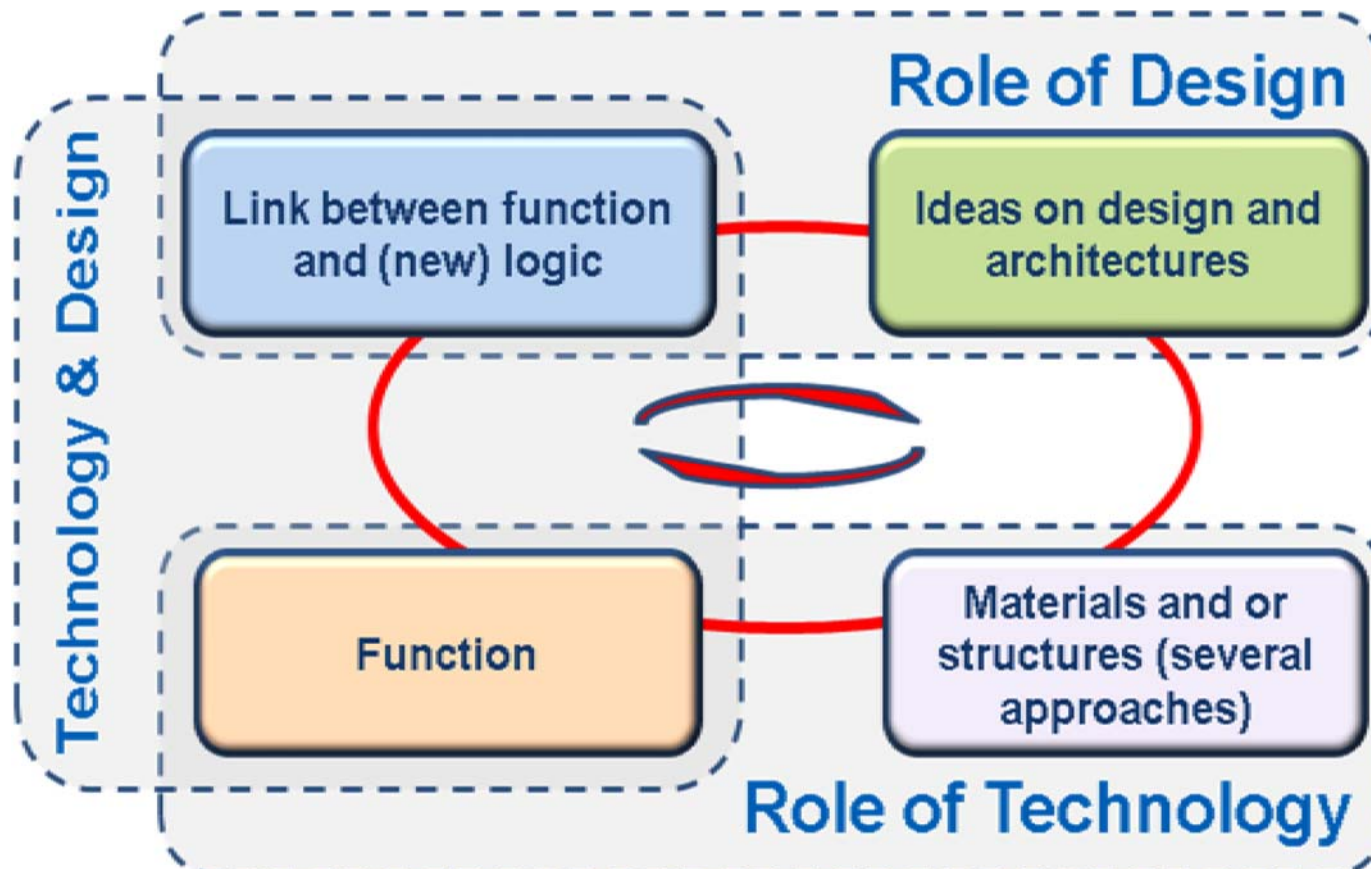 Role of Design
Technology & Design
Link between function
and (new) logic
Ideas on design and
architectures
Function
Materials and or
structures (several
approaches)
Role of Technology